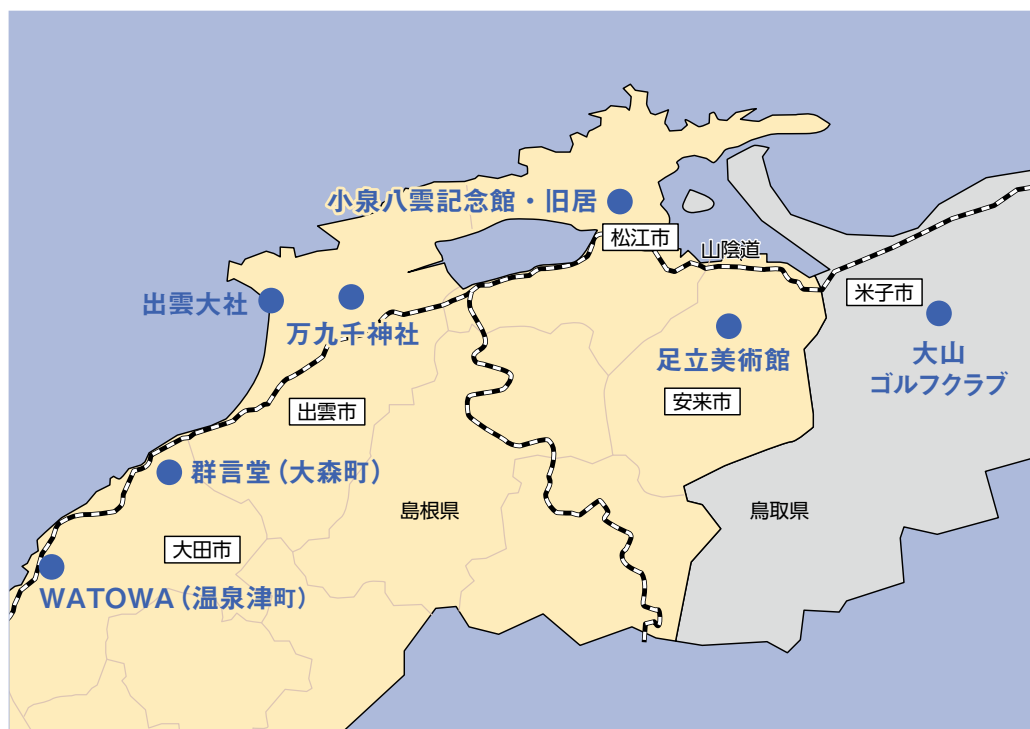 小泉八雲記念館・旧居
松江市
山陰道
出雲大社
万九千神社
米子市
足立美術館
大山
ゴルフクラブ
出雲市
安来市
群言堂（大森町）
島根県
鳥取県
大田市
WATOWA（温泉津町）